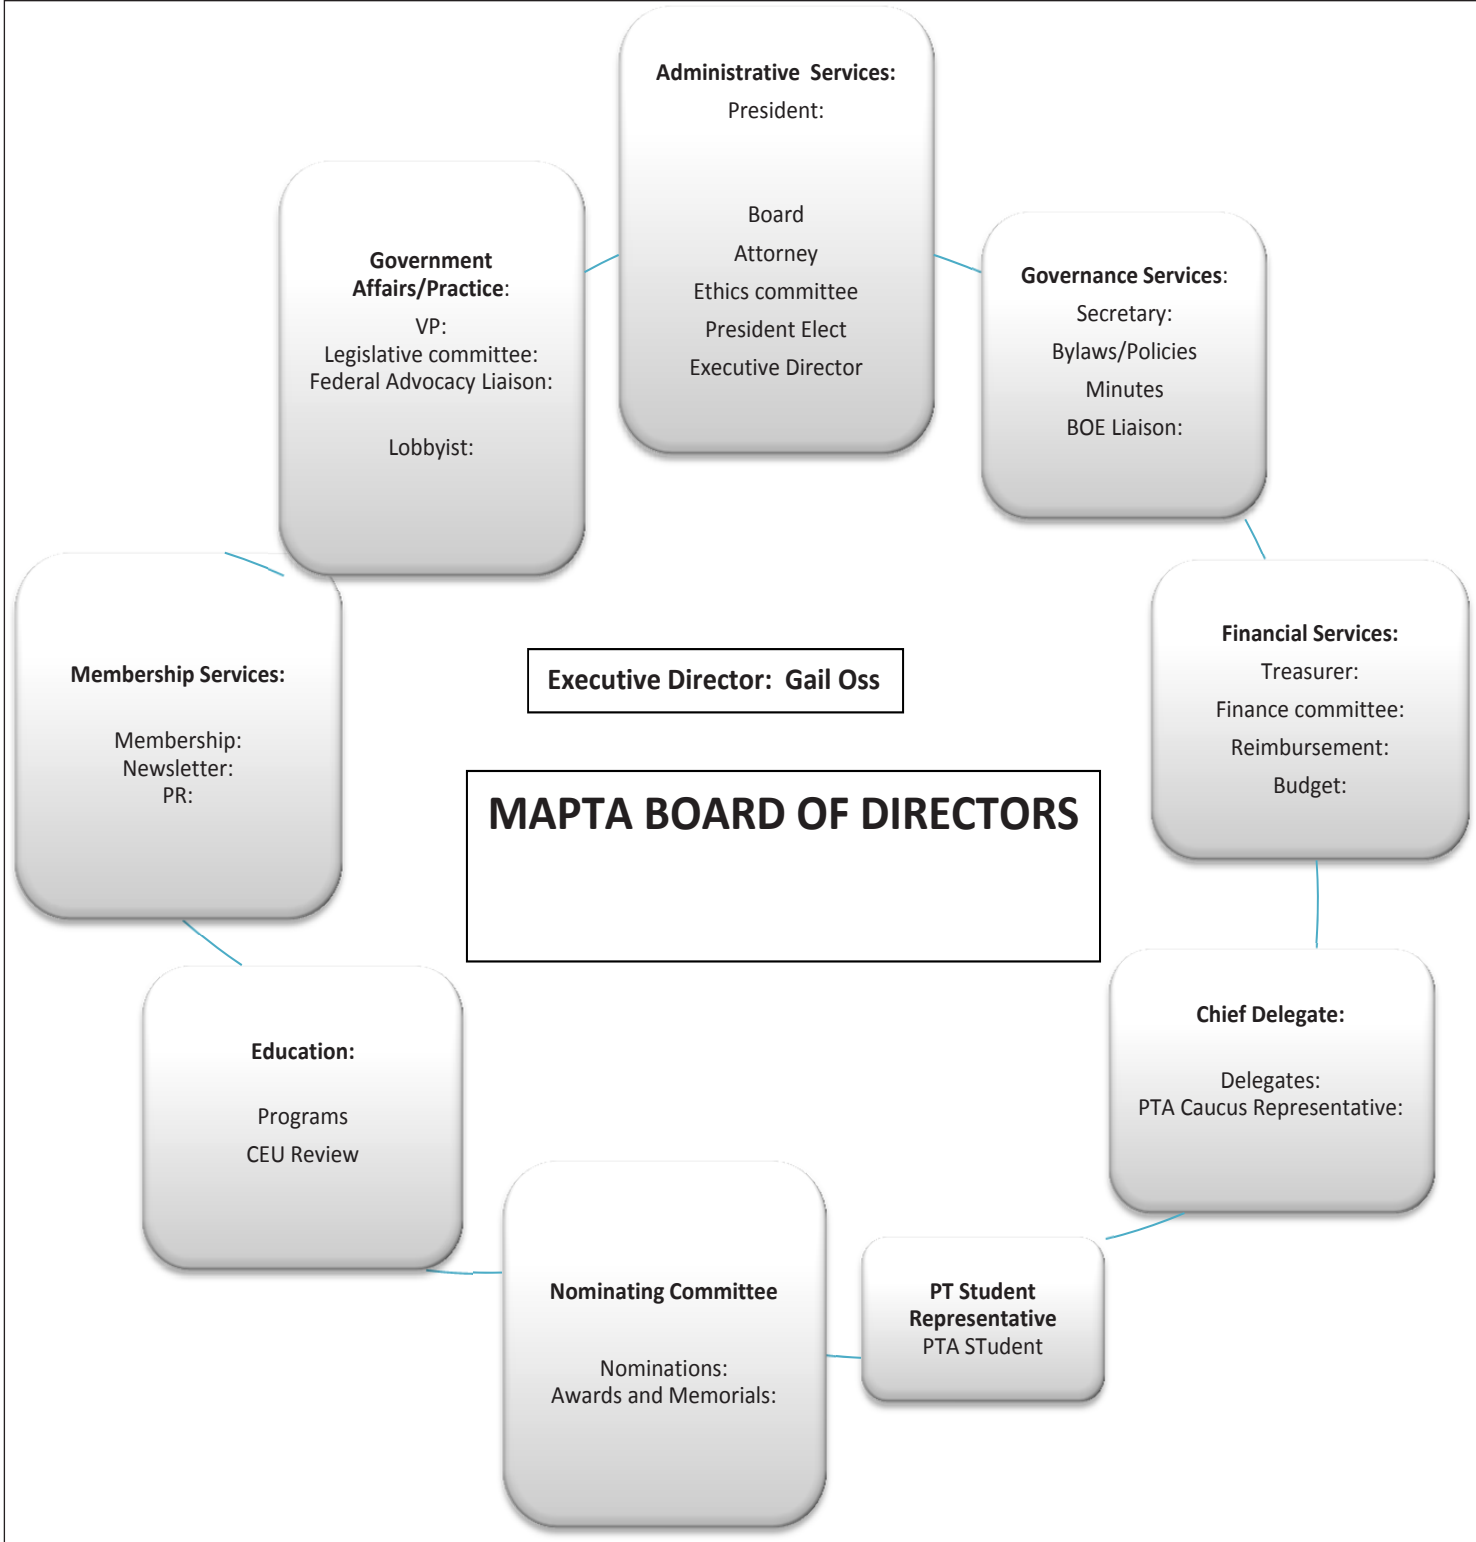 Administrative  Services:
President:
Board
Attorney
Ethics committee
President Elect
Executive Director
Governance Services:
Secretary:
Bylaws/Policies
Minutes
BOE Liaison:
Financial Services:
Treasurer:
Finance committee:
Reimbursement:
Budget:
Chief Delegate:
Delegates:
PTA Caucus Representative:
PT Student
Representative
PTA STudent
Nominating Committee
Nominations:
Awards and Memorials:
Education:
Programs
CEU Review
Membership Services:
Membership:
Newsletter:
PR:
Government
Affairs/Practice:
VP:
Legislative committee:
Federal Advocacy Liaison:
Lobbyist:
Executive Director:  Gail Oss
MAPTA BOARD OF DIRECTORS